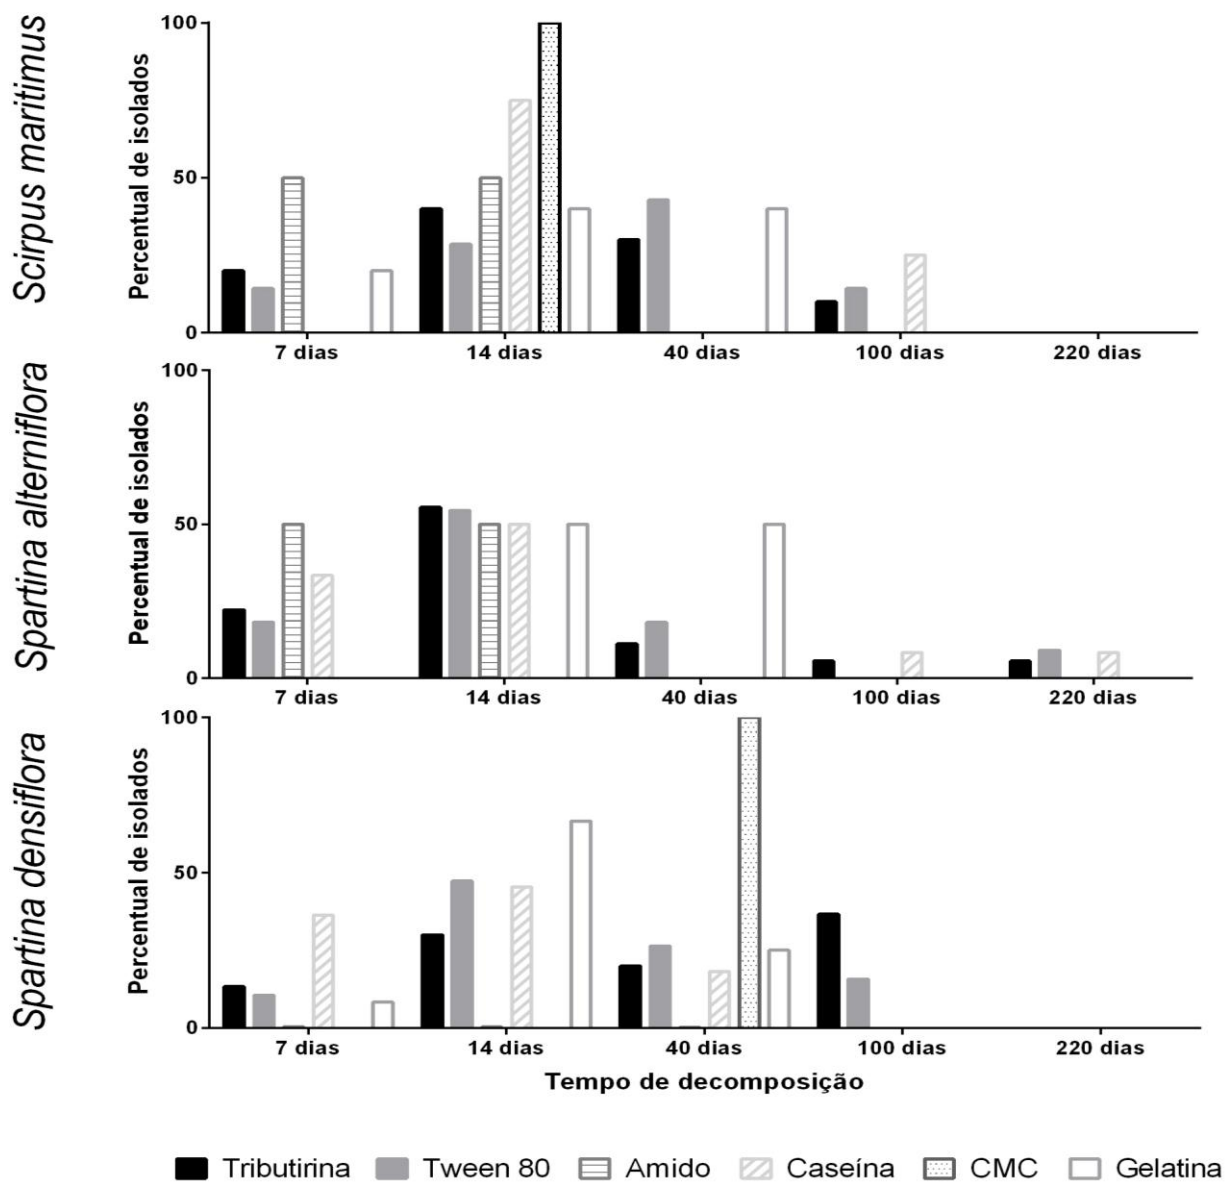 Scirpus maritimus
Percentual de isolados
100
50
0
7 dias 14 dias 40 dias 100 dias 220 dias
Spartina alterniflora
Percentual de isolados
100
50
0
7 dias 14 dias 40 dias 100 dias 220 dias
Spartina densiflora
Percentual de isolados
100
50
0
7 dias 14 dias 40 dias 100 dias 220 dias
Tempo de decomposição
Tributirina Tween 80 Amido Caseína CMC Gelatina